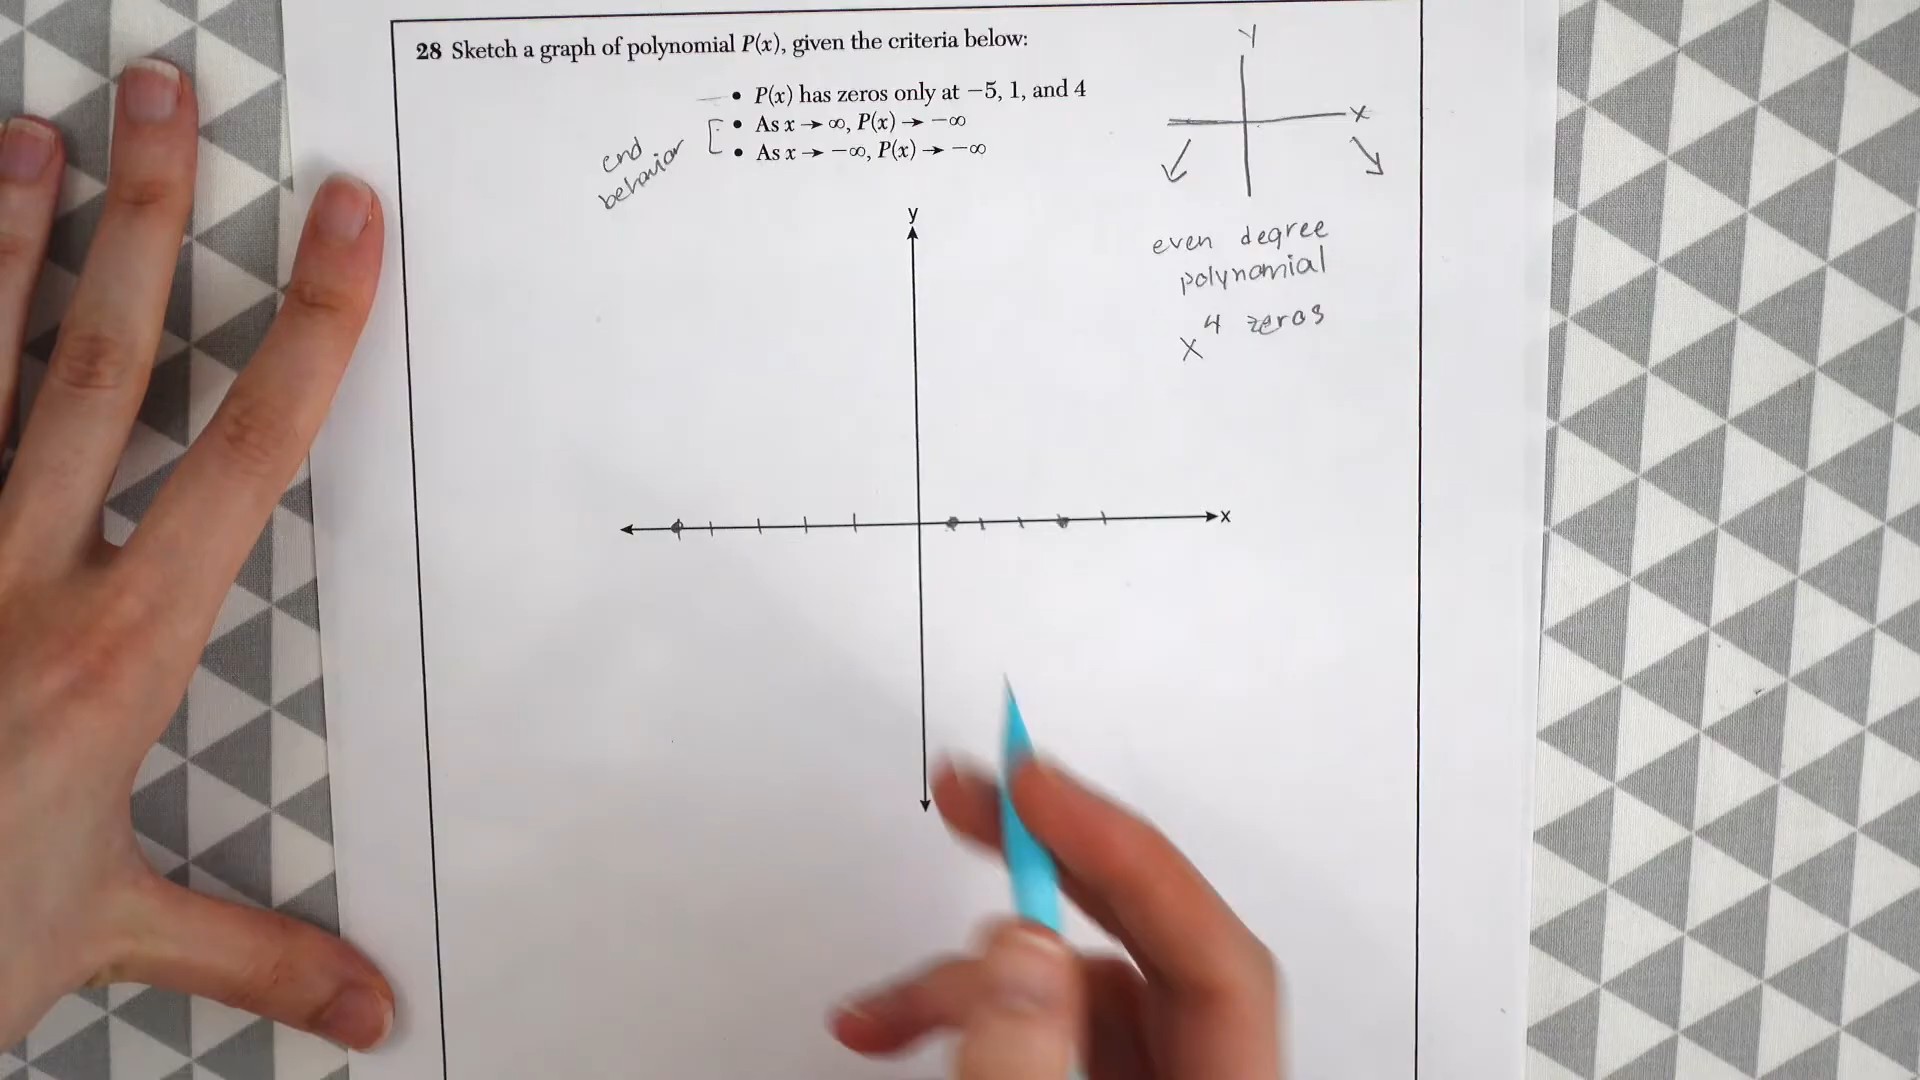 28 Sketch a graph of polynomial P(x), given the criteria below:
• P(x) has zeros only at −5, 1, and 4
• As x → ∞, P(x) → −∞
• As x → −∞, P(x) → −∞
end
behavior
Y
X
even degree
polynomial
x⁴ zeros
y
x